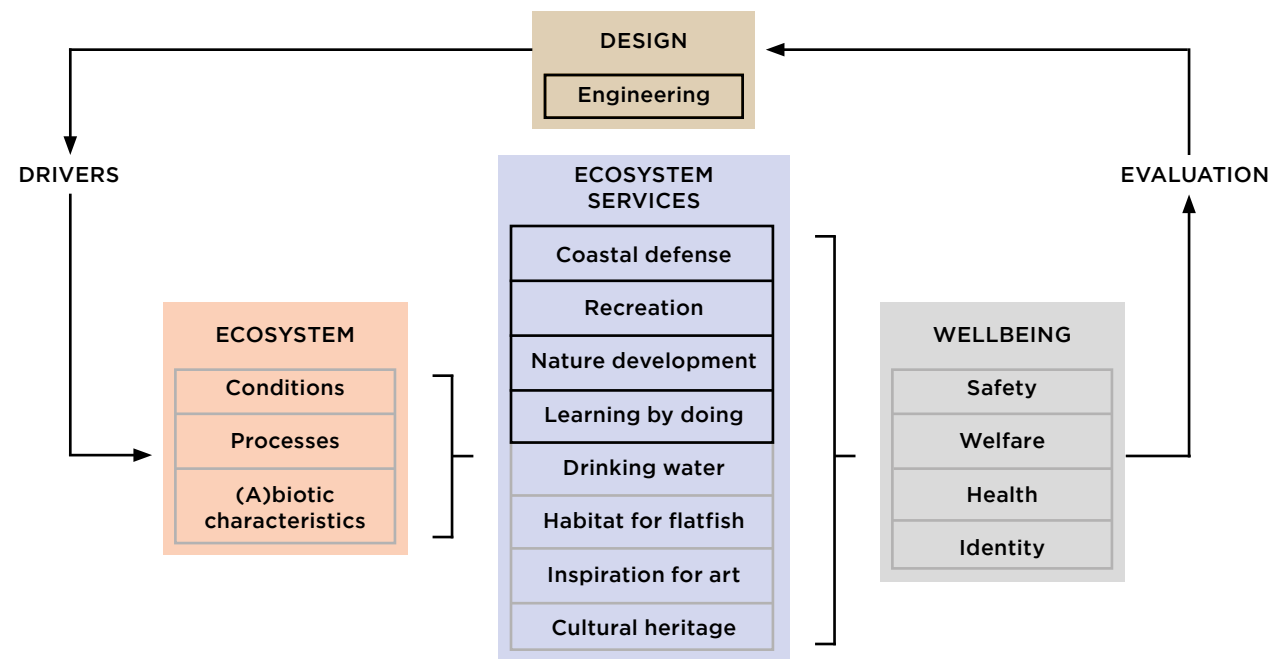 DESIGN
Engineering
DRIVERS
EVALUATION
ECOSYSTEM
SERVICES
Coastal defense
Recreation
Nature development
Learning by doing
Drinking water
Habitat for flatfish
Inspiration for art
Cultural heritage
ECOSYSTEM
Conditions
Processes
(A)biotic
characteristics
WELLBEING
Safety
Welfare
Health
Identity